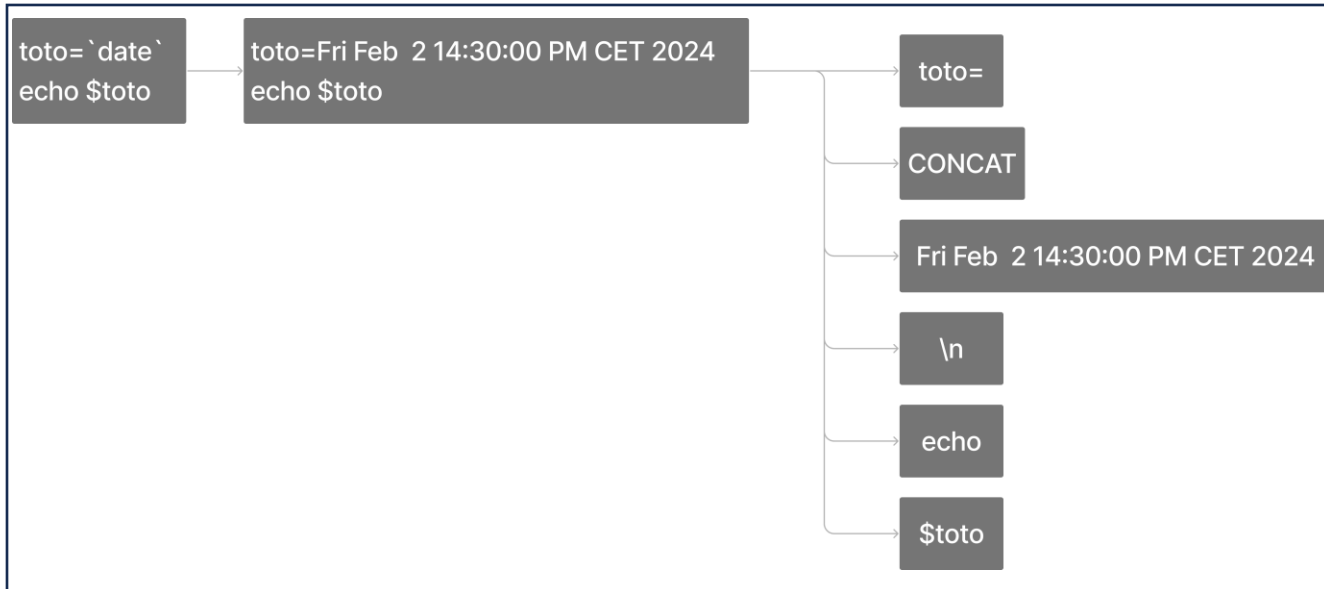 toto=`date`
echo $toto
toto=Fri Feb  2 14:30:00 PM CET 2024
echo $toto
toto=
CONCAT
Fri Feb  2 14:30:00 PM CET 2024
\n
echo
$toto